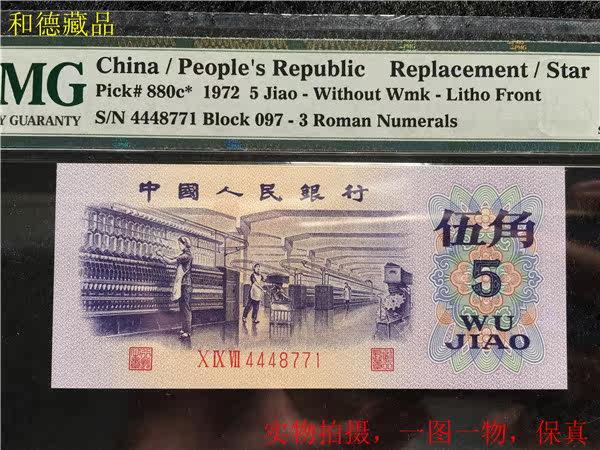 和德藏品
MG China / People's Republic Replacement / Star
Pick# 880c* 1972 5 Jiao - Without Wmk - Litho Front
Y GUARANTY S/N 4448771 Block 097 - 3 Roman Numerals
中國人民銀行
伍角
5
WU
JIAO
X IX VII 4448771
实物拍摄，一图一物，保真